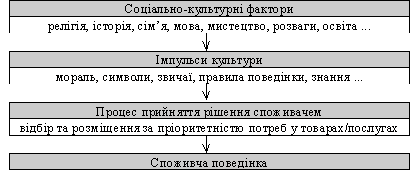 Соціально-культурні фактори
релігія, історія, сім’я, мова, мистецтво, розваги, освіта ...
Імпульси культури
мораль, символи, звичаї, правила поведінки, знання ...
Процес прийняття рішення споживачем
відбір та розміщення за пріоритетністю потреб у товарах/послугах
Споживча поведінка